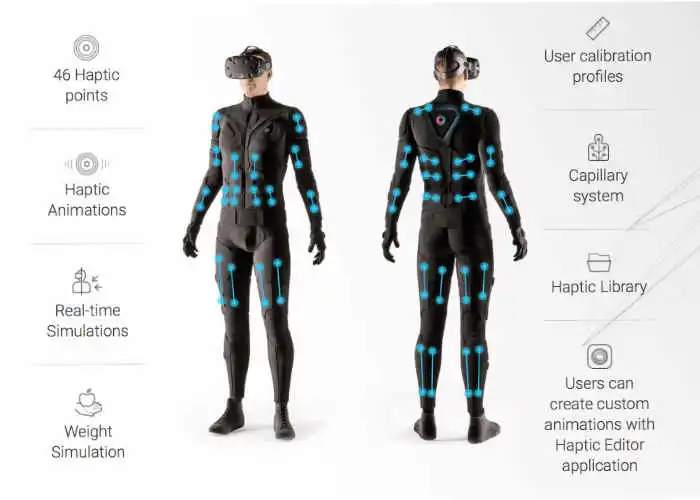 46 Haptic
points
Haptic
Animations
Real-time
Simulations
Weight
Simulation
User calibration
profiles
Capillary
system
Haptic Library
Users can
create custom
animations with
Haptic Editor
application